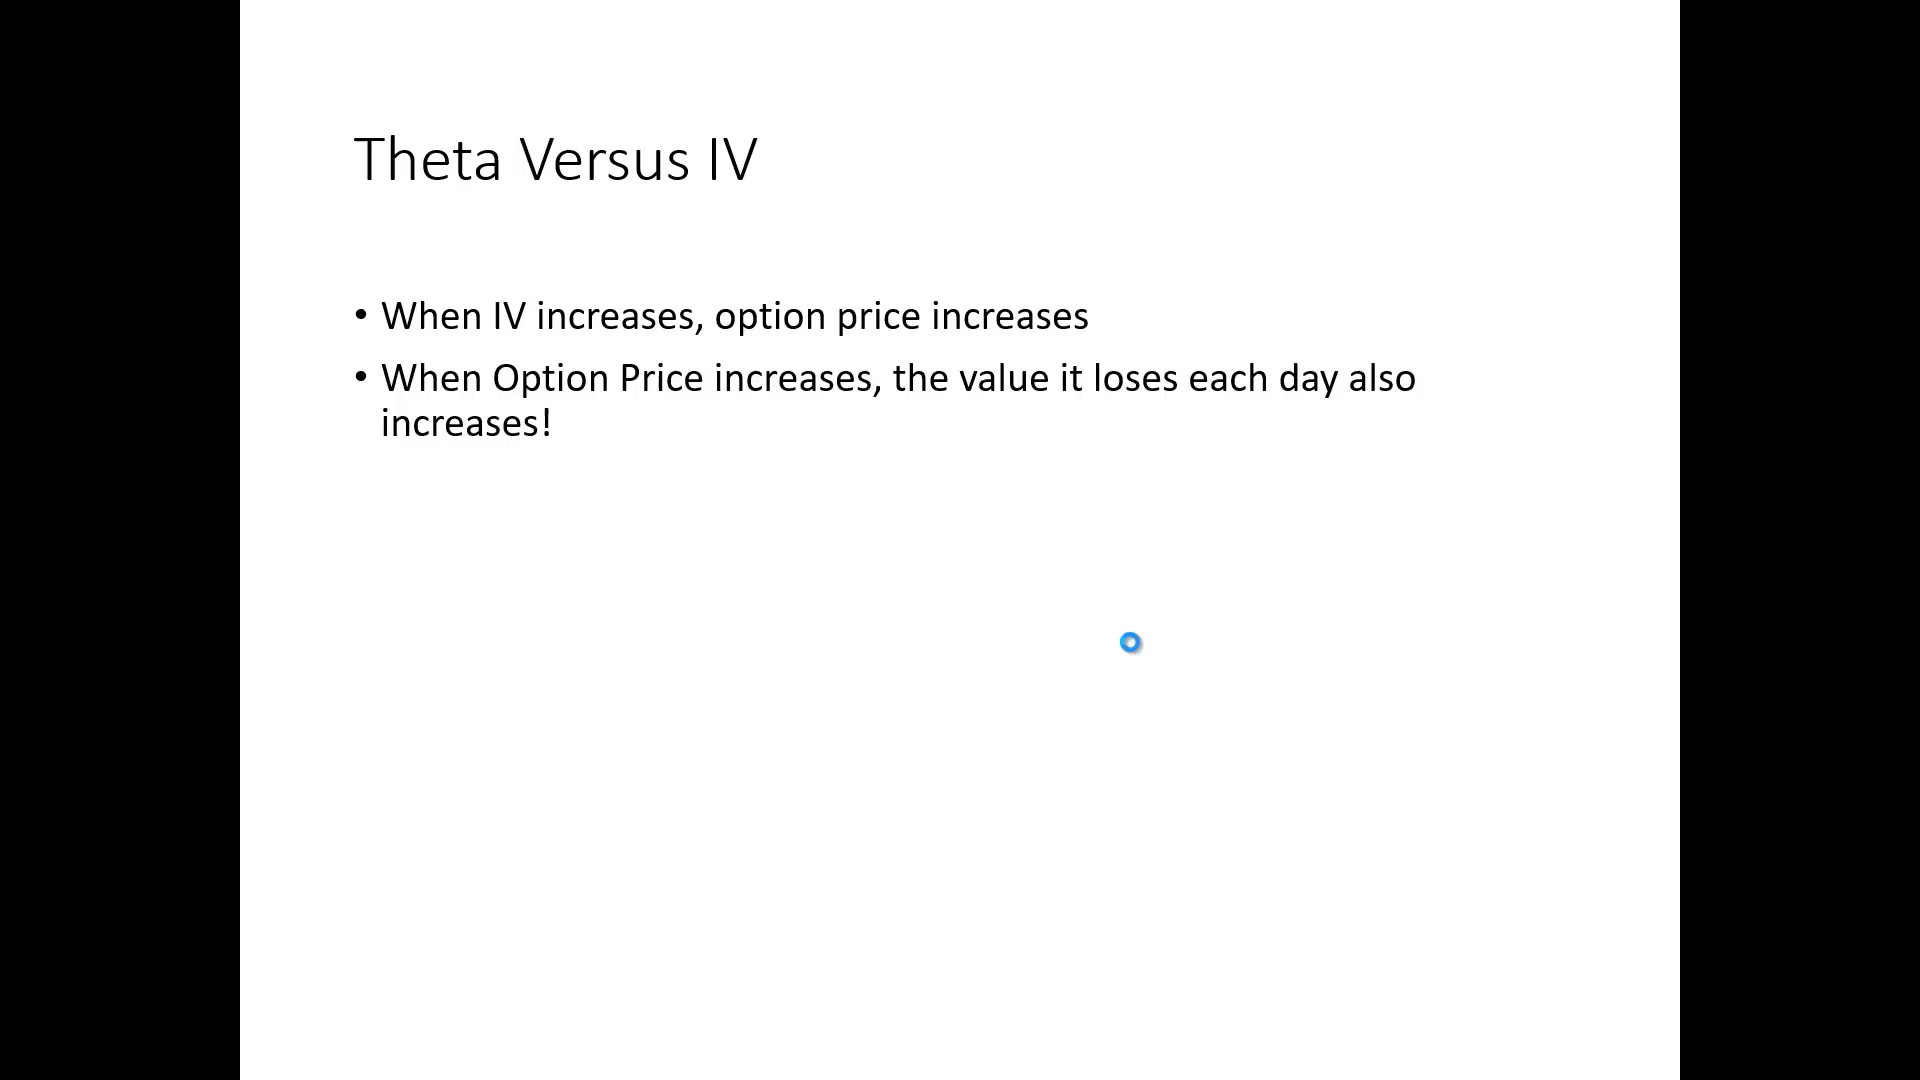 Theta Versus IV
• When IV increases, option price increases
• When Option Price increases, the value it loses each day also
increases!